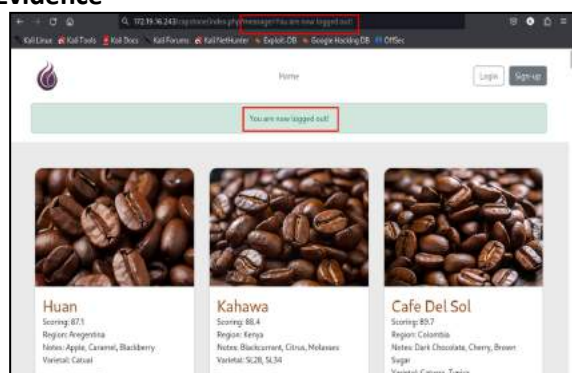 Evidence
172.19.16.243/capstone/index.php?message=You are now logged out!
Kali Linux Kali Tools Kali Docs Kali Forums Kali NetHunter Exploit-DB Google Hacking DB OffSec
Home Login Sign-up
You are now logged out!
Huan Kahawa Cafe Del Sol
Scoring: 87.1 Scoring: 88.4 Scoring: 89.7
Region: Aregentina Region: Kenya Region: Colombia
Notes: Apple, Caramel, Blackberry Notes: Blackcurrant, Citrus, Molasses Notes: Dark Chocolate, Cherry, Brown
Varietal: Catuai Varietal: SL28, SL34 Sugar